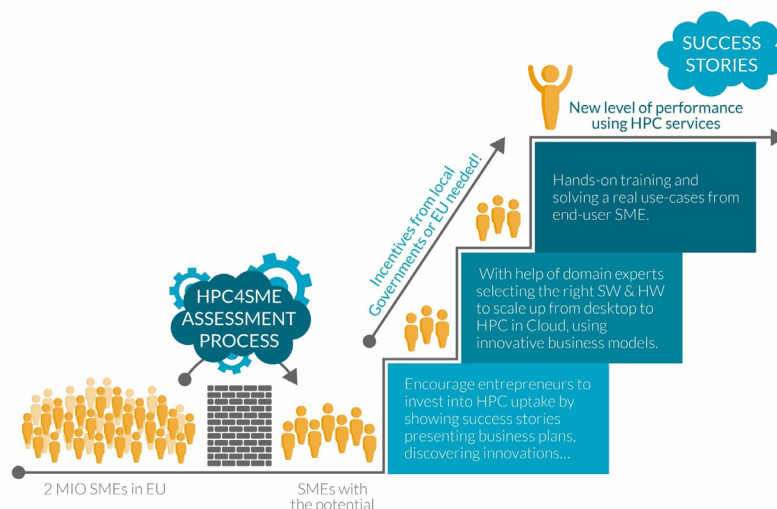 SUCCESS
STORIES
New level of performance
using HPC services
Incentives from local
Governments or EU needed!
Hands-on training and
solving a real use-cases from
end-user SME.
HPC4SME
ASSESSMENT
PROCESS
With help of domain experts
selecting the right SW & HW
to scale up from desktop to
HPC in Cloud, using
innovative business models.
Encourage entrepreneurs to
invest into HPC uptake by
showing success stories
presenting business plans,
discovering innovations...
2 MIO SMEs in EU
SMEs with
the potential